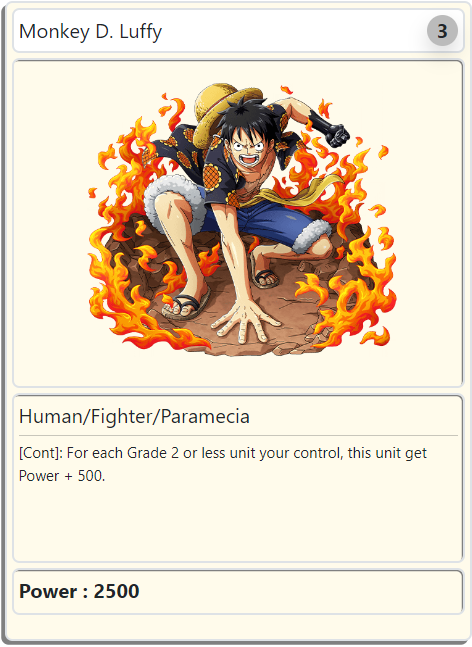 Monkey D. Luffy
3
Human/Fighter/Paramecia
[Cont]: For each Grade 2 or less unit your control, this unit get
Power + 500.
Power : 2500